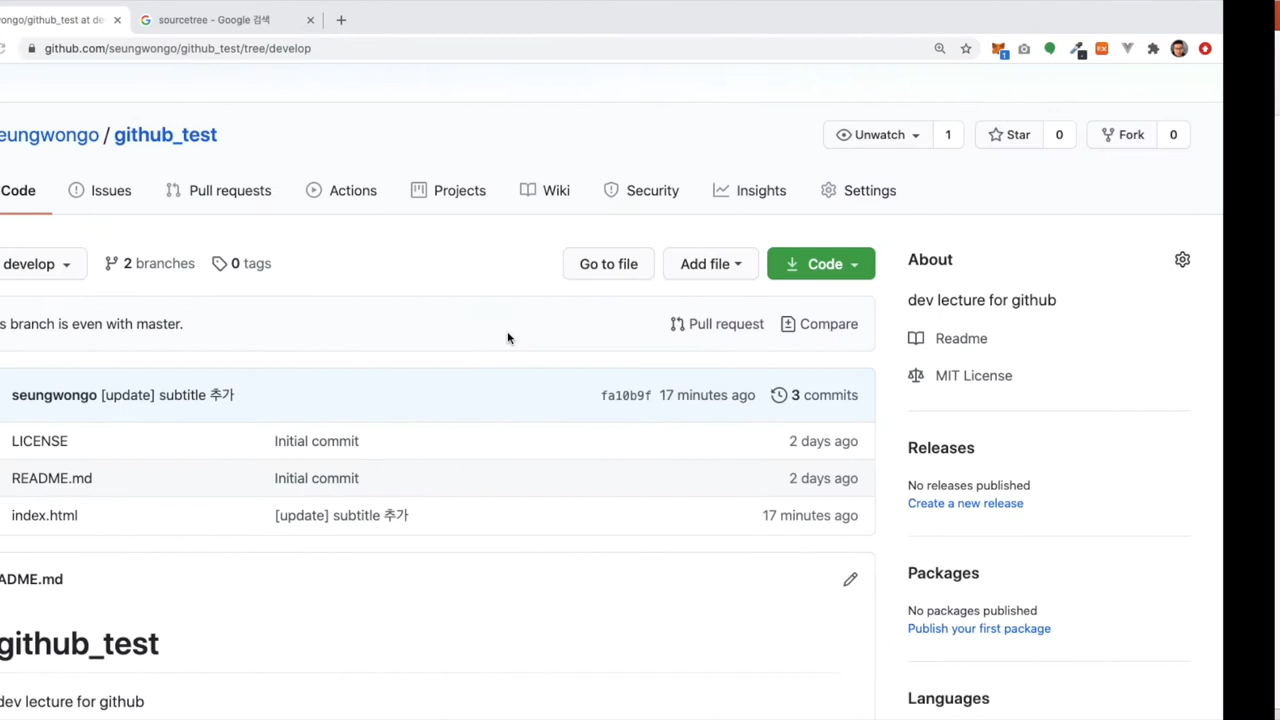 ongo/github_test at de
sourcetree - Google 검색
github.com/seungwongo/github_test/tree/develop
1
eungwongo / github_test
Unwatch 1
Star 0
Fork 0
Code
Issues
Pull requests
Actions
Projects
Wiki
Security
Insights
Settings
develop
2 branches
0 tags
Go to file
Add file
Code
s branch is even with master.
Pull request
Compare
seungwongo [update] subtitle 추가 fa10b9f 17 minutes ago 3 commits
LICENSE Initial commit 2 days ago
README.md Initial commit 2 days ago
index.html [update] subtitle 추가 17 minutes ago
ADME.md
github_test
dev lecture for github
About
dev lecture for github
Readme
MIT License
Releases
No releases published
Create a new release
Packages
No packages published
Publish your first package
Languages